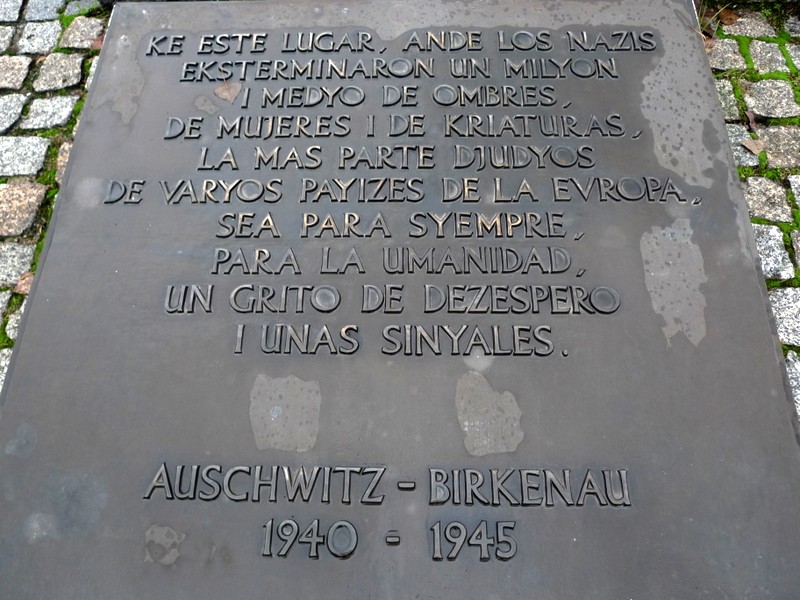 KE ESTE LUGAR, ANDE LOS NAZIS
EKSTERMINARON UN MILYON
I MEDYO DE OMBRES,
DE MUJERES I DE KRIATURAS,
LA MAS PARTE DJUDYOS
DE VARYOS PAYIZES DE LA EVROPA,
SEA PARA SYEMPRE,
PARA LA UMANIDAD,
UN GRITO DE DEZESPERO
I UNAS SINYALES.
AUSCHWITZ - BIRKENAU
1940 - 1945